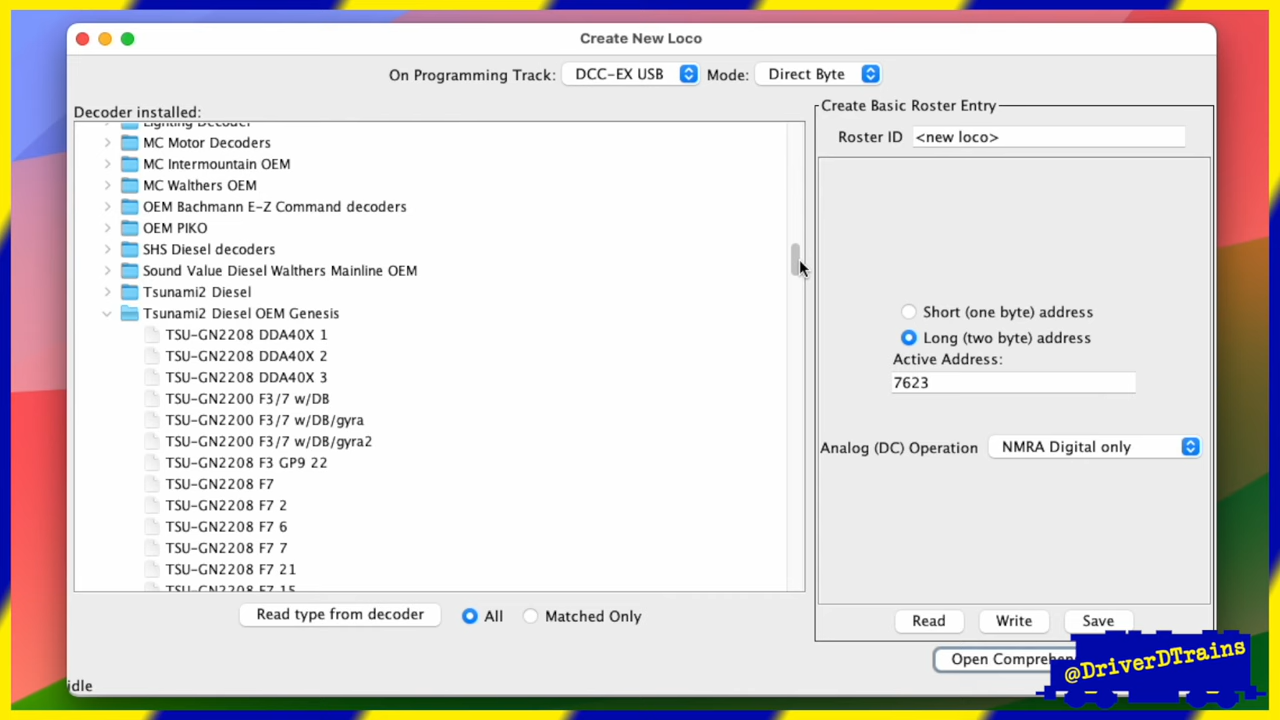 Create New Loco
On Programming Track: DCC-EX USB Mode: Direct Byte
Decoder installed:
Lighting Decoder
MC Motor Decoders
MC Intermountain OEM
MC Walthers OEM
OEM Bachmann E-Z Command decoders
OEM PIKO
SHS Diesel decoders
Sound Value Diesel Walthers Mainline OEM
Tsunami2 Diesel
Tsunami2 Diesel OEM Genesis
TSU-GN2208 DDA40X 1
TSU-GN2208 DDA40X 2
TSU-GN2208 DDA40X 3
TSU-GN2200 F3/7 w/DB
TSU-GN2200 F3/7 w/DB/gyra
TSU-GN2200 F3/7 w/DB/gyra2
TSU-GN2208 F3 GP9 22
TSU-GN2208 F7
TSU-GN2208 F7 2
TSU-GN2208 F7 6
TSU-GN2208 F7 7
TSU-GN2208 F7 21
TSU-GN2208 F7 15
Read type from decoder All Matched Only
idle
Create Basic Roster Entry
Roster ID <new loco>
Short (one byte) address
Long (two byte) address
Active Address:
7623
Analog (DC) Operation NMRA Digital only
Read Write Save
Open
@DriverDTrains